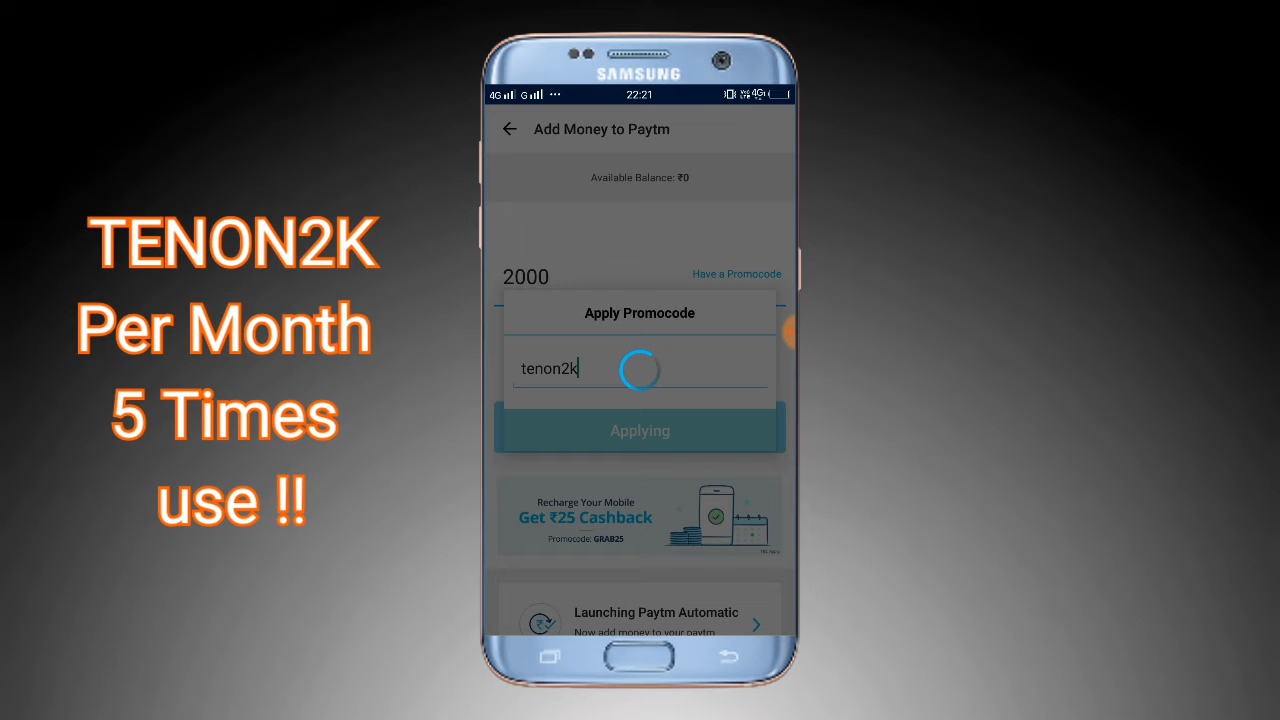 TENON2K
Per Month
5 Times
use !!
SAMSUNG
4G G ... 22:21 4G
Add Money to Paytm
Available Balance: ₹0
2000
Have a Promocode
Apply Promocode
tenon2k
Applying
Recharge Your Mobile
Get ₹25 Cashback
Promocode: GRAB25
Launching Paytm Automatic
Now add money to your paytm